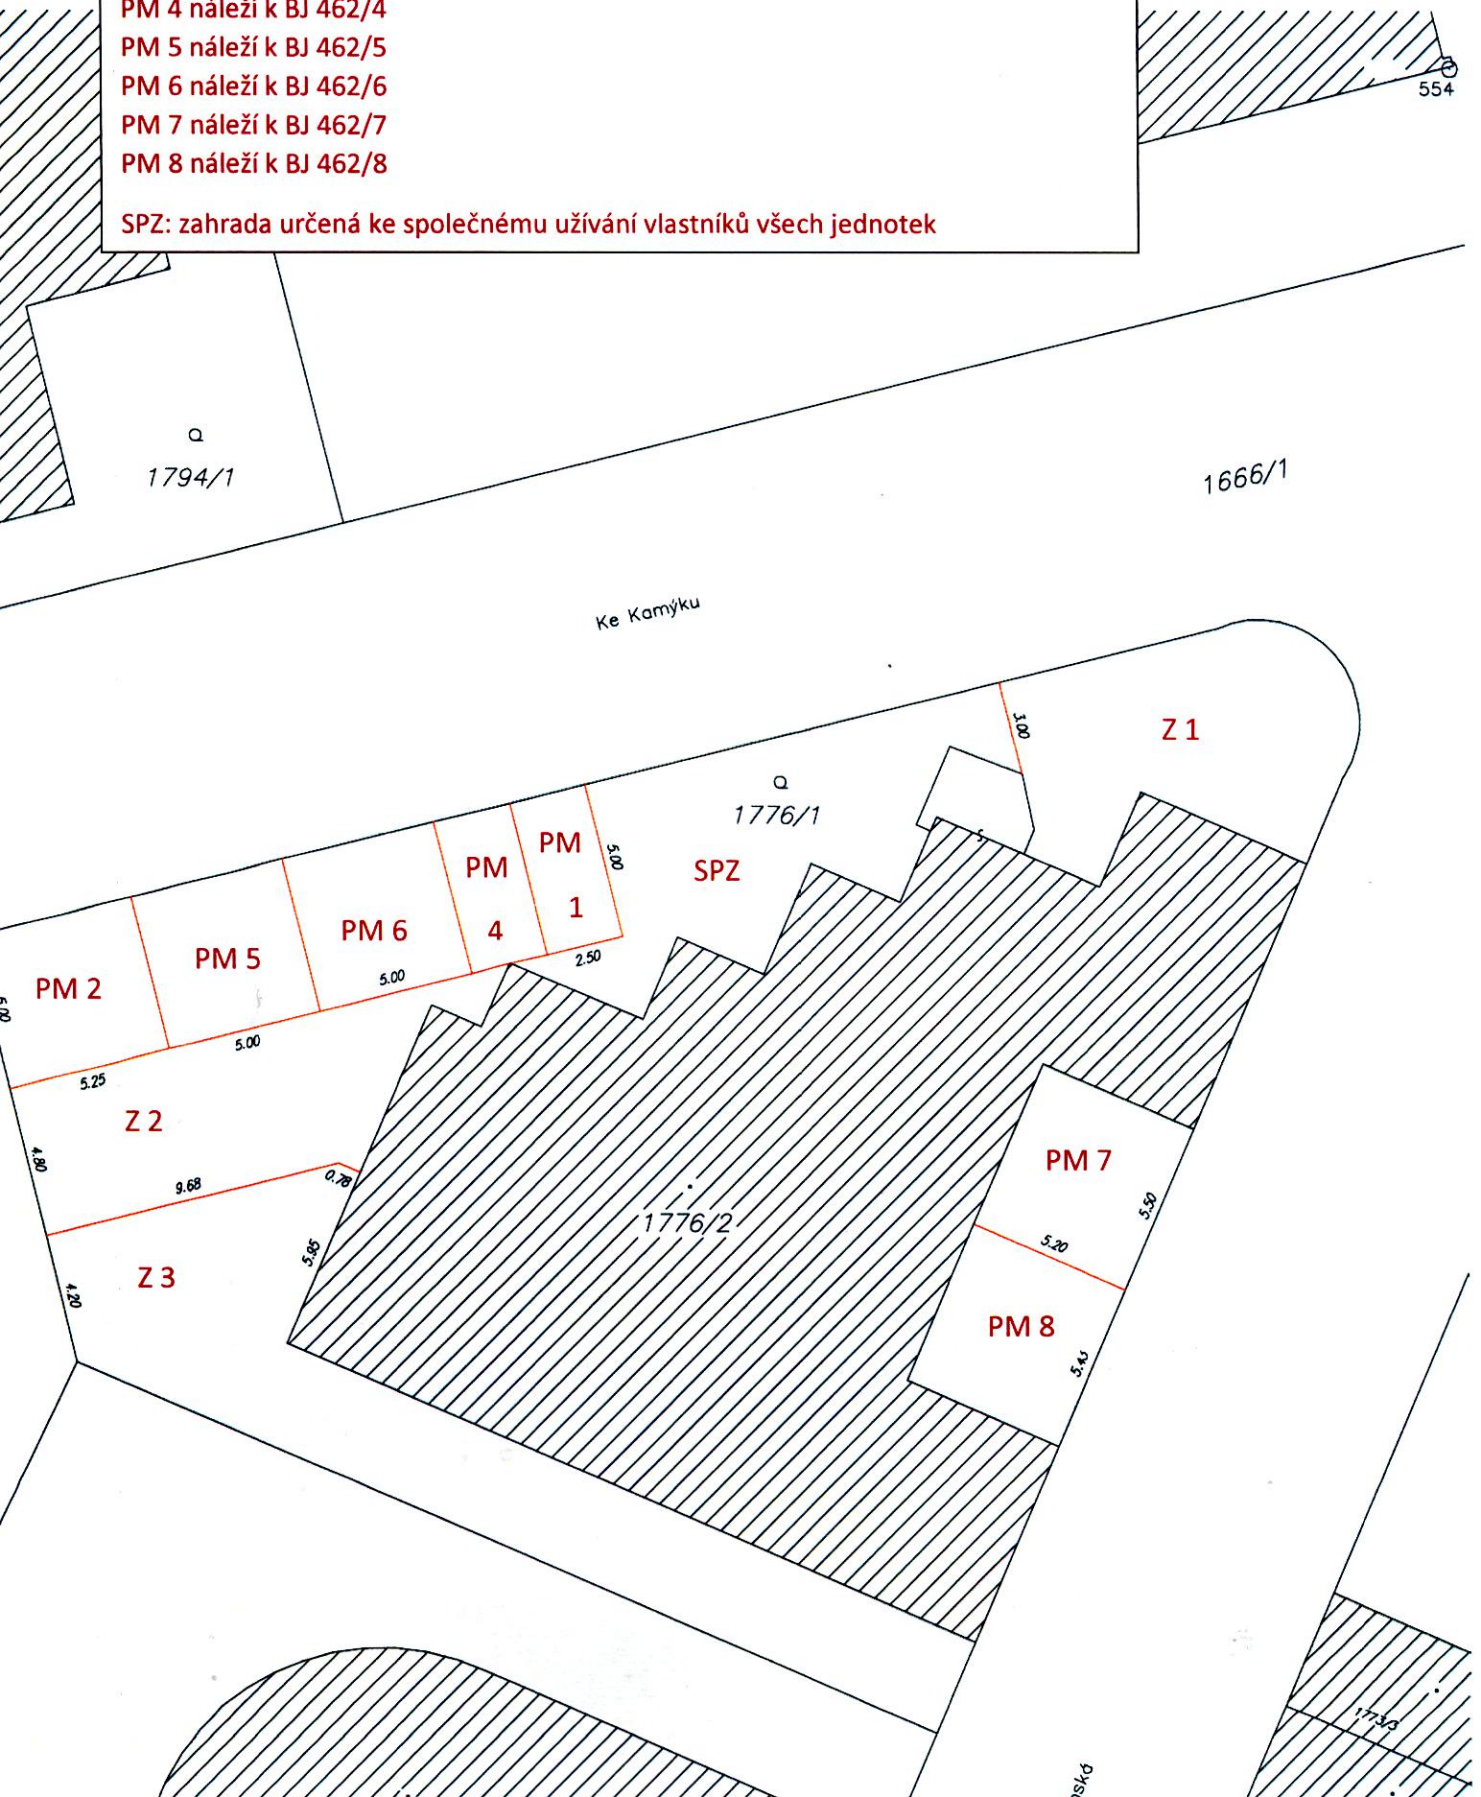 PM 4 náleží k BJ 462/4
PM 5 náleží k BJ 462/5
PM 6 náleží k BJ 462/6
PM 7 náleží k BJ 462/7
PM 8 náleží k BJ 462/8
SPZ: zahrada určená ke společnému užívání vlastníků všech jednotek
554
1794/1
1666/1
Ke Kamýku
3.00
Z 1
1776/1
SPZ
PM
1
5.00
PM
4
2.50
PM 6
5.00
PM 5
5.00
PM 2
5.25
Z 2
4.80
9.68
0.78
Z 3
4.20
5.95
1776/2
PM 7
5.50
5.20
PM 8
5.45
1773/3